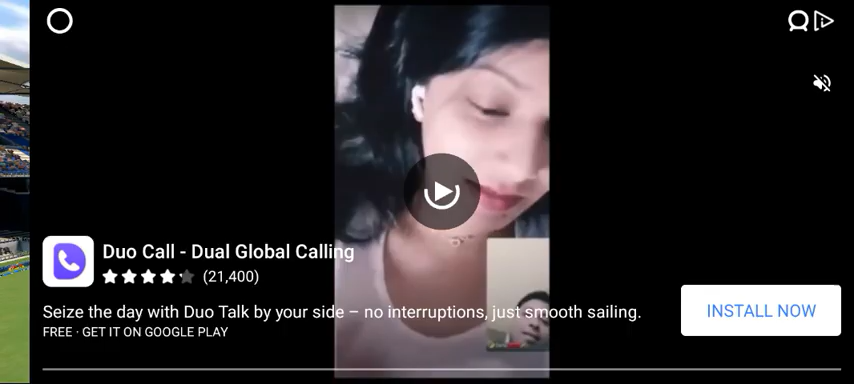 Duo Call - Dual Global Calling
(21,400)
Seize the day with Duo Talk by your side – no interruptions, just smooth sailing.
FREE · GET IT ON GOOGLE PLAY
INSTALL NOW